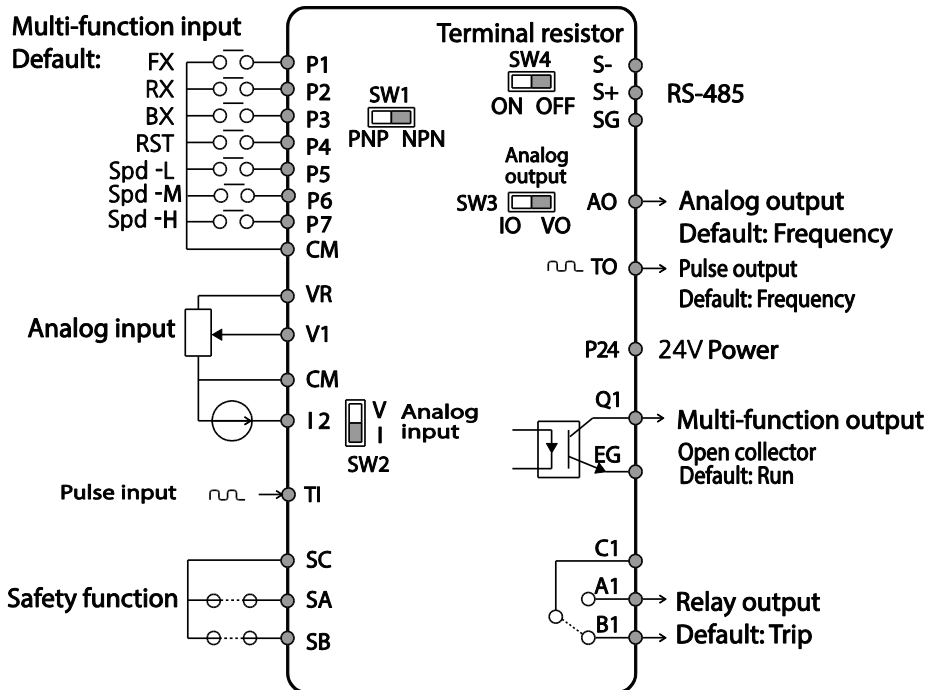 Multi-function input
Default:
FX
P1
RX
P2
BX
P3
RST
P4
Spd -L
P5
Spd -M
P6
Spd -H
P7
CM
SW1
PNP NPN
Analog input
VR
V1
CM
I 2
V
I
SW2
Analog
input
Pulse input
TI
Safety function
SC
SA
SB
Terminal resistor
SW4
ON OFF
S-
S+
SG
RS-485
Analog
output
SW3
IO VO
AO
Analog output
Default: Frequency
TO
Pulse output
Default: Frequency
P24
24V Power
Q1
EG
Multi-function output
Open collector
Default: Run
C1
A1
B1
Relay output
Default: Trip